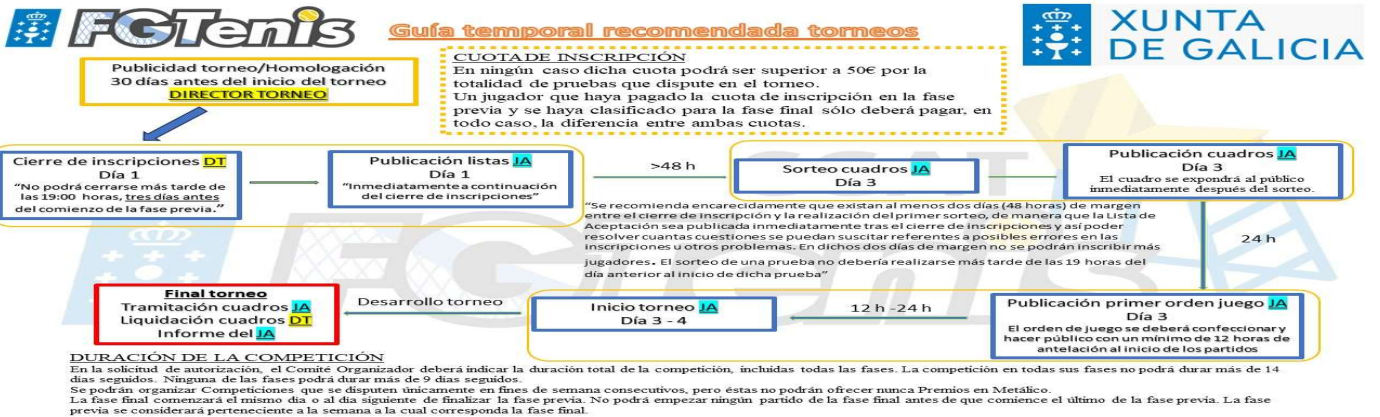 FGTenis
Guía temporal recomendada torneos
XUNTA
DE GALICIA
Publicidad torneo/Homologación
30 días antes del inicio del torneo
DIRECTOR TORNEO
CUOTA DE INSCRIPCIÓN
En ningún caso dicha cuota podrá ser superior a 50€ por la
totalidad de pruebas que dispute en el torneo.
Un jugador que haya pagado la cuota de inscripción en la fase
previa y se haya clasificado para la fase final sólo deberá pagar, en
todo caso, la diferencia entre ambas cuotas.
Cierre de inscripciones DT
Día 1
“No podrá cerrarse más tarde de
las 19:00 horas, tres días antes
del comienzo de la fase previa.”
Publicación listas JA
Día 1
“Inmediatamente a continuación
del cierre de inscripciones”
>48 h
Sorteo cuadros JA
Día 3
Publicación cuadros JA
Día 3
El cuadro se expondrá al público
inmediatamente después del sorteo.
“Se recomienda encarecidamente que existan al menos dos días (48 horas) de margen
entre el cierre de inscripción y la realización del primer sorteo, de manera que la Lista de
Aceptación sea publicada inmediatamente tras el cierre de inscripciones y así poder
resolver cuantas cuestiones se puedan suscitar referentes a posibles errores en las
inscripciones u otros problemas. En dichos dos días de margen no se podrán inscribir más
jugadores. El sorteo de una prueba no debería realizarse más tarde de las 19 horas del
día anterior al inicio de dicha prueba”
24 h
Publicación primer orden juego JA
Día 3
El orden de juego se deberá confeccionar y
hacer público con un mínimo de 12 horas de
antelación al inicio de los partidos
12 h -24 h
Inicio torneo JA
Día 3 - 4
Desarrollo torneo
Final torneo
Tramitación cuadros JA
Liquidación cuadros DT
Informe del JA
DURACIÓN DE LA COMPETICIÓN
En la solicitud de autorización, el Comité Organizador deberá indicar la duración total de la competición, incluidas todas las fases. La competición en todas sus fases no podrá durar más de 14
días seguidos. Ninguna de las fases podrá durar más de 9 días seguidos.
Se podrán organizar Competiciones que se disputen únicamente en fines de semana consecutivos, pero éstas no podrán ofrecer nunca Premios en Metálico.
La fase final comenzará el mismo día o al día siguiente de finalizar la fase previa. No podrá empezar ningún partido de la fase final antes de que comience el último de la fase previa. La fase
previa se considerará perteneciente a la semana a la cual corresponda la fase final.